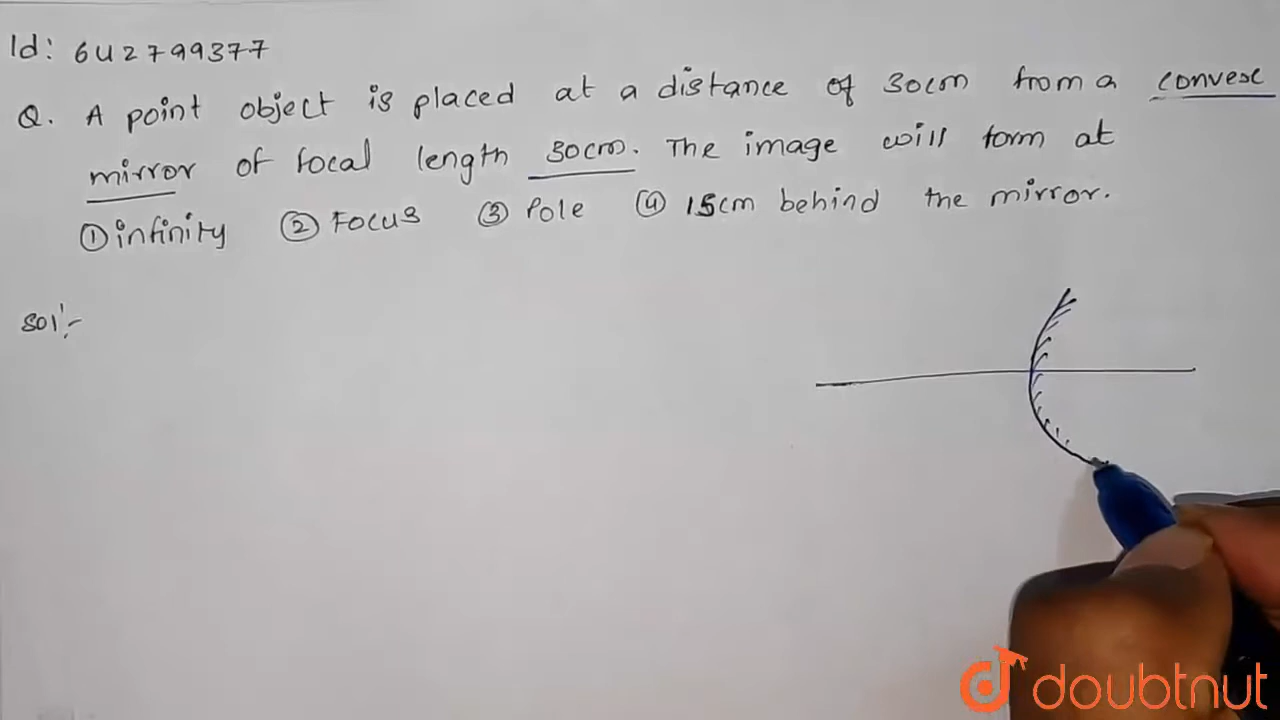 Id: 642799377
Q. A point object is placed at a distance of 30cm from a convex
mirror of focal length 30cm. The image will form at
① infinity ② Focus ③ Pole ④ 15cm behind the mirror.
Sol:-
doubtnut